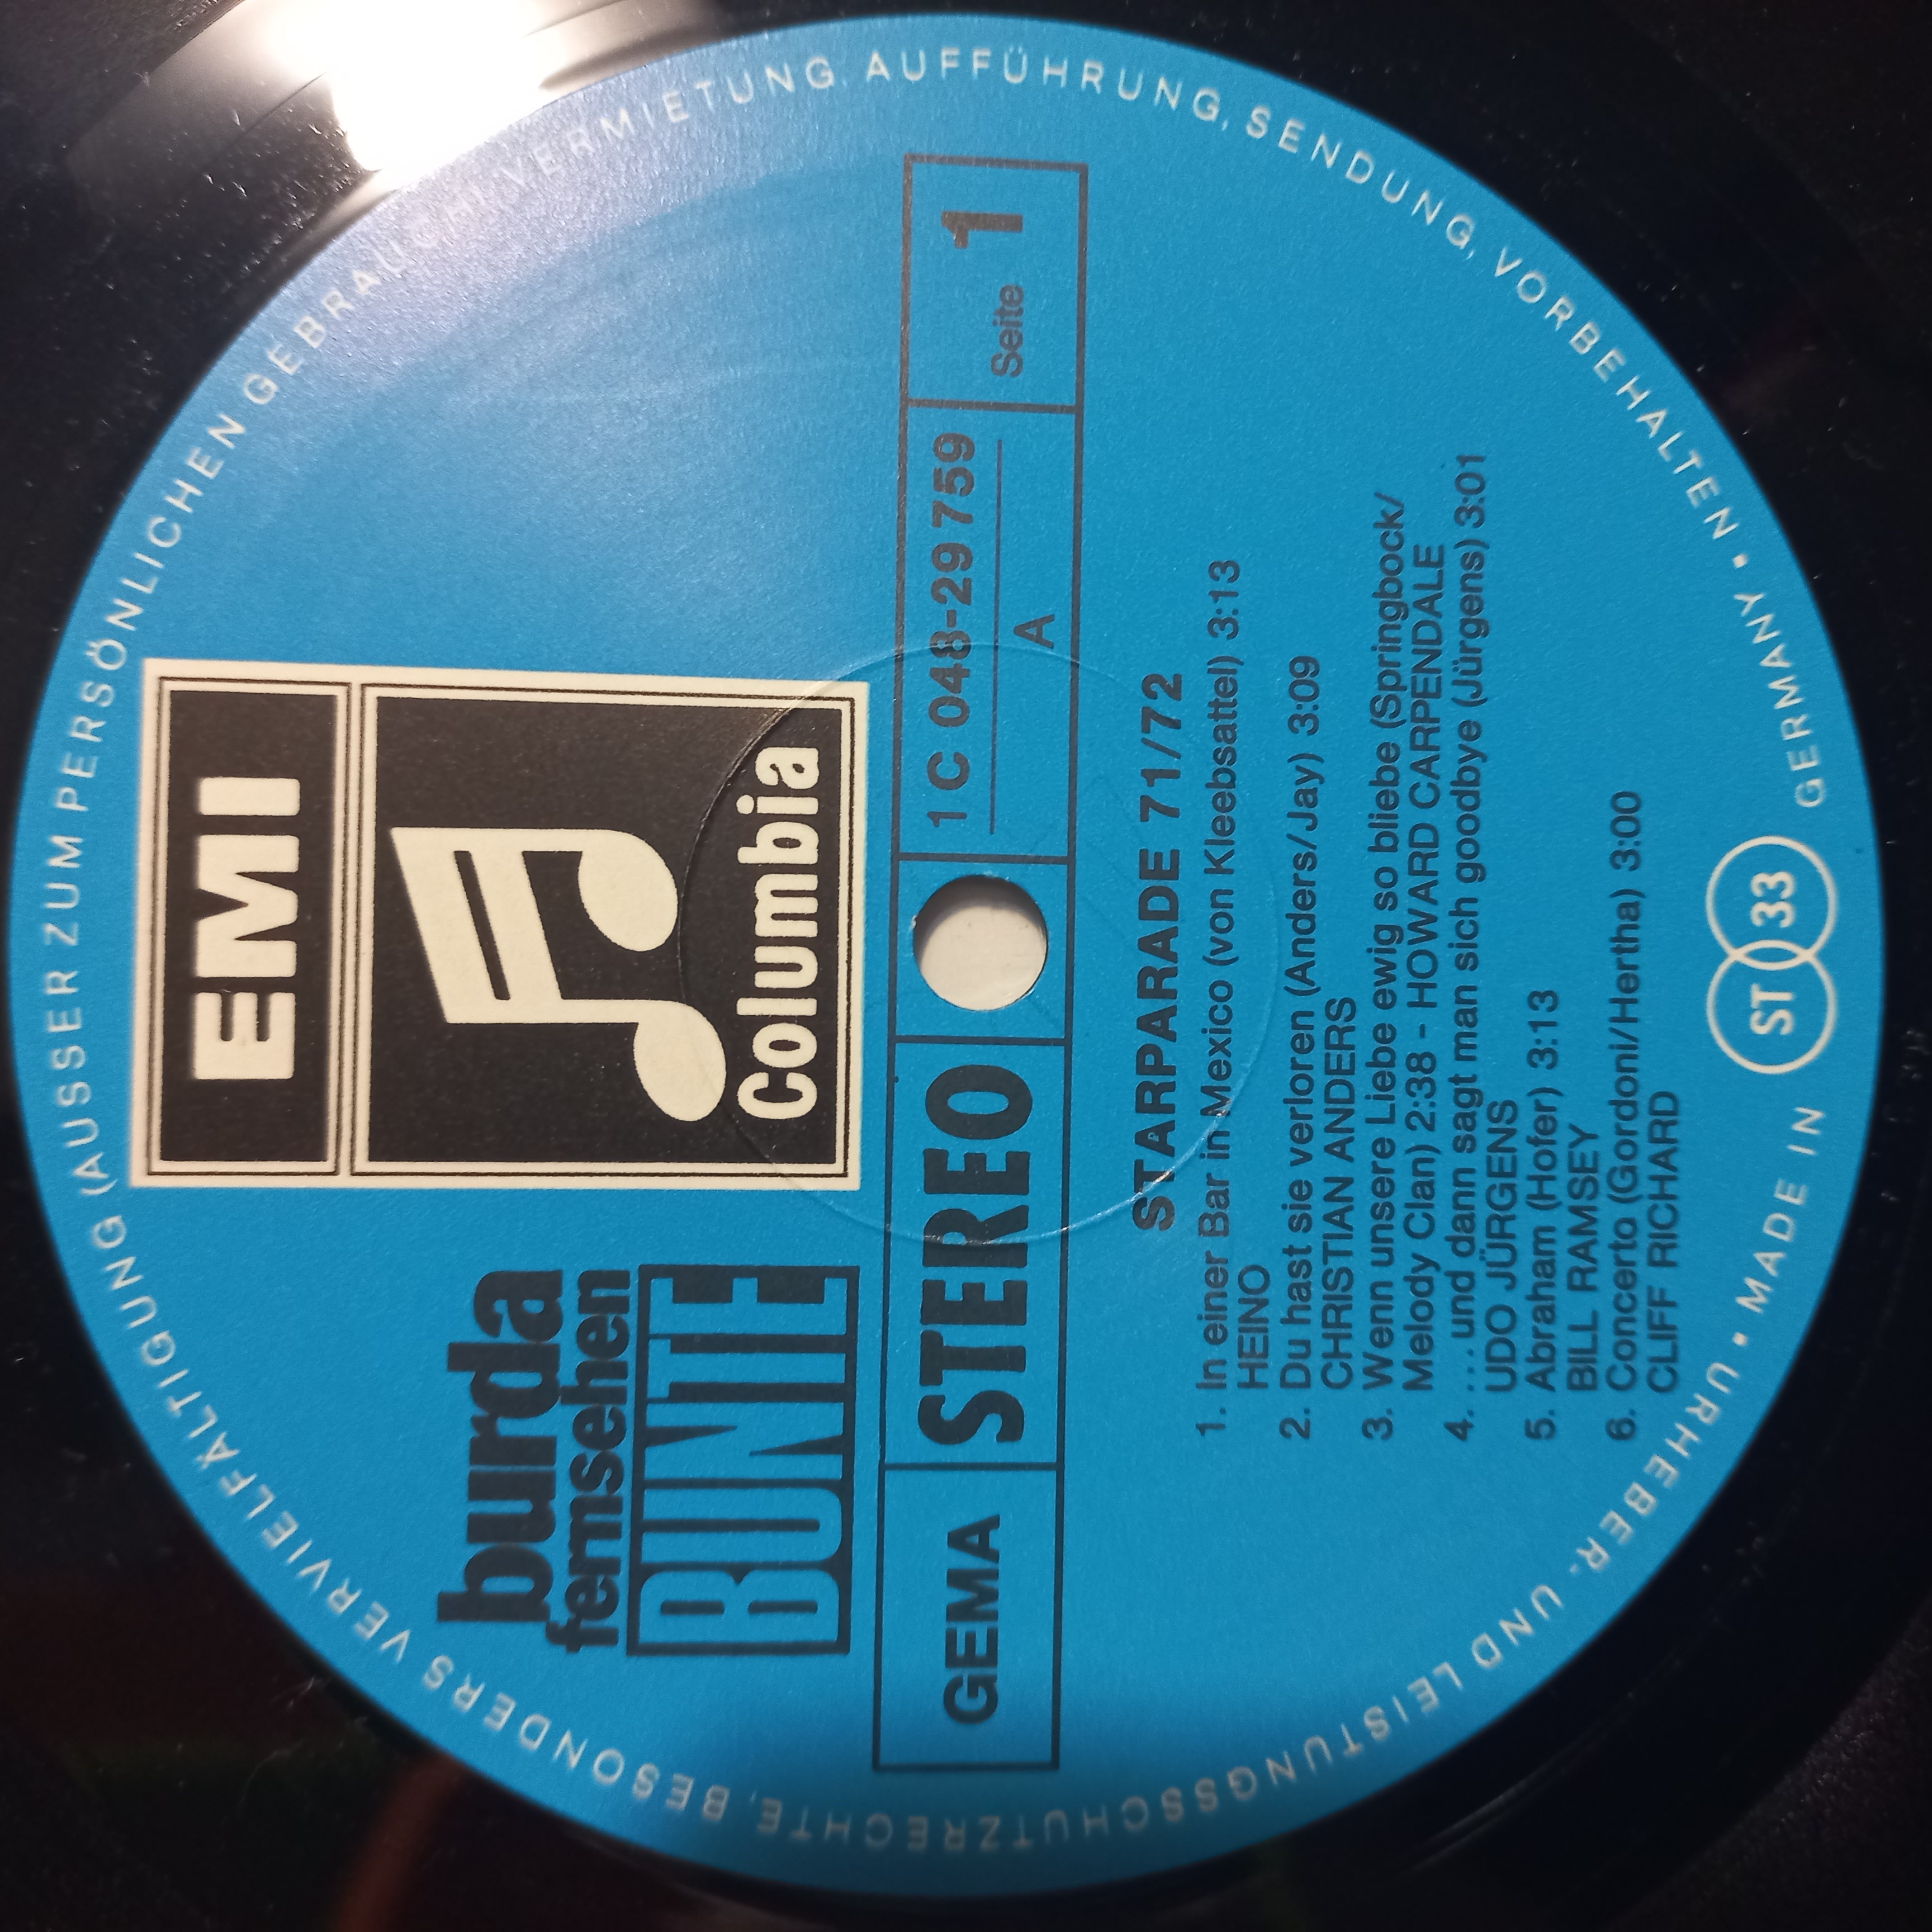 EMI
Columbia
burda
fernsehen
BUNTE
GEMA
STEREO
1 C 048-29 759
A
Seite 1
STARPARADE 71/72
1. In einer Bar in Mexico (von Kleebsattel) 3:13
HEINO
2. Du hast sie verloren (Anders/Jay) 3:09
CHRISTIAN ANDERS
3. Wenn unsere Liebe ewig so bliebe (Springbock/
Melody Clan) 2:38 - HOWARD CARPENDALE
4. ... und dann sagt man sich goodbye (Jürgens) 3:01
UDO JÜRGENS
5. Abraham (Hofer) 3:13
BILL RAMSEY
6. Concerto (Gordoni/Hertha) 3:00
CLIFF RICHARD
URHEBER- UND LEISTUNGSSCHUTZRECHTE, BESONDERS VERVIELFÄLTIGUNG (AUSSER ZUM PERSÖNLICHEN GEBRAUCH) VERMIETUNG, AUFFÜHRUNG, SENDUNG, VORBEHALTEN •
MADE IN ST 33 GERMANY •